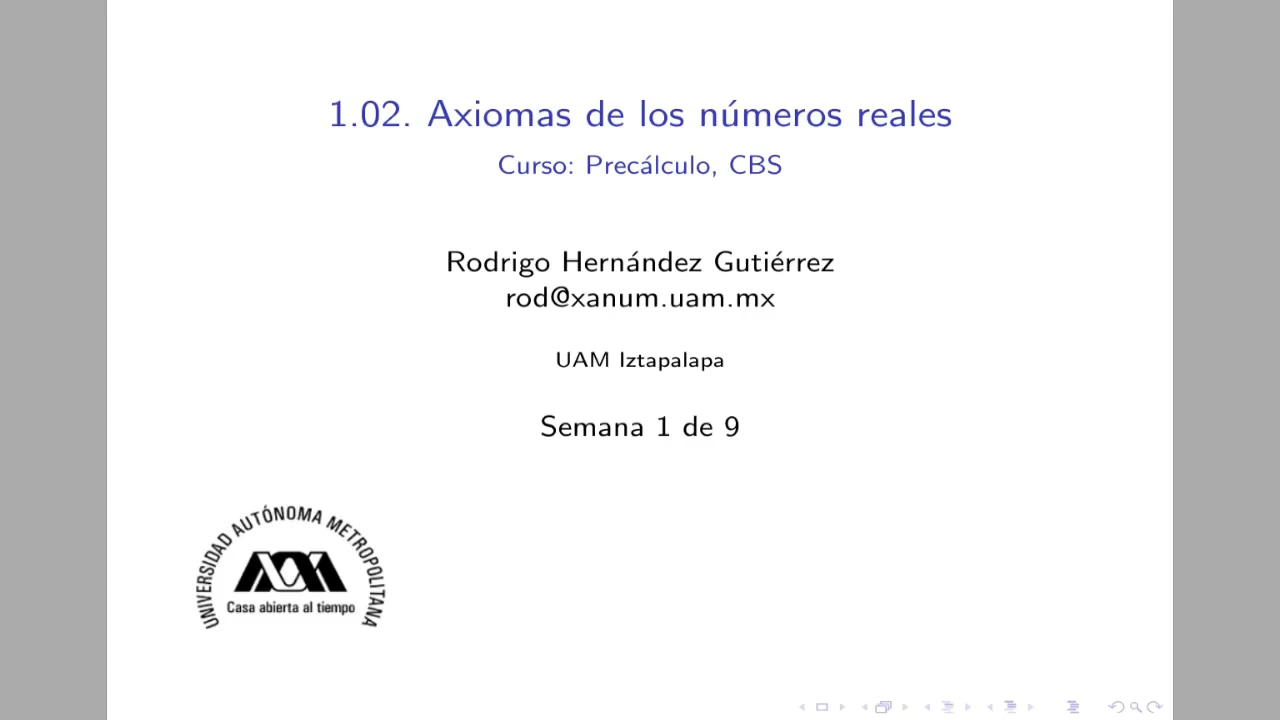 1.02. Axiomas de los números reales
Curso: Precálculo, CBS
Rodrigo Hernández Gutiérrez
rod@xanum.uam.mx
UAM Iztapalapa
Semana 1 de 9
UNIVERSIDAD AUTÓNOMA METROPOLITANA
Casa abierta al tiempo